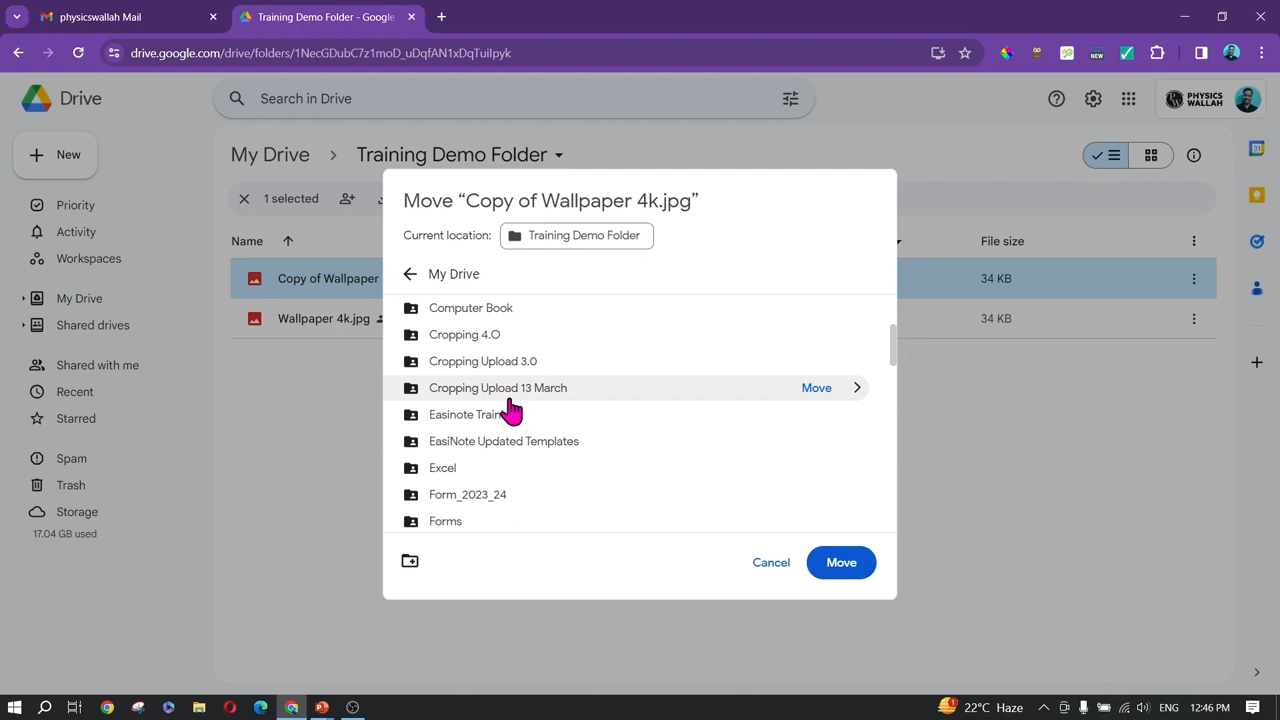 physicswallah Mail
Training Demo Folder - Google
drive.google.com/drive/folders/1NecGDubC7z1moD_uDqfAN1xDqTuiIpyk
NEW
Drive
Search in Drive
PHYSICS
WALLAH
New
My Drive
Training Demo Folder
1 selected
Priority
Activity
Workspaces
My Drive
Shared drives
Shared with me
Recent
Starred
Spam
Trash
Storage
17.04 GB used
Name
File size
Copy of Wallpaper
34 KB
Wallpaper 4k.jpg
34 KB
Move “Copy of Wallpaper 4k.jpg”
Current location:
Training Demo Folder
My Drive
Computer Book
Cropping 4.O
Cropping Upload 3.0
Cropping Upload 13 March
Move
Easinote Train
EasiNote Updated Templates
Excel
Form_2023_24
Forms
Cancel
Move
1
22°C Haze
ENG
12:46 PM